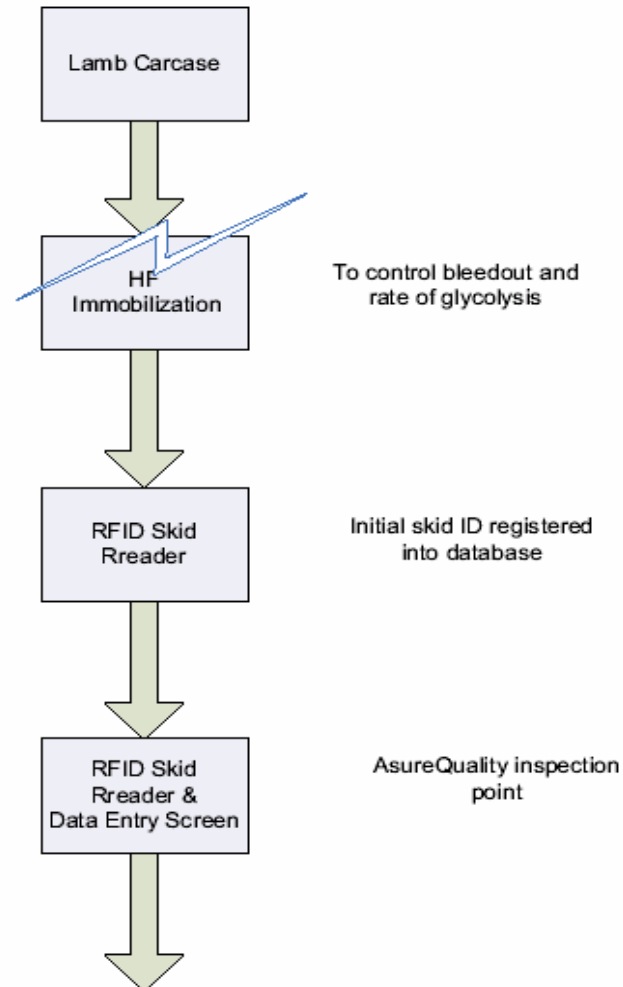 Lamb Carcase
HF
Immobilization
To control bleedout and
rate of glycolysis
RFID Skid
Rreader
Initial skid ID registered
into database
RFID Skid
Rreader &
Data Entry Screen
AsureQuality inspection
point